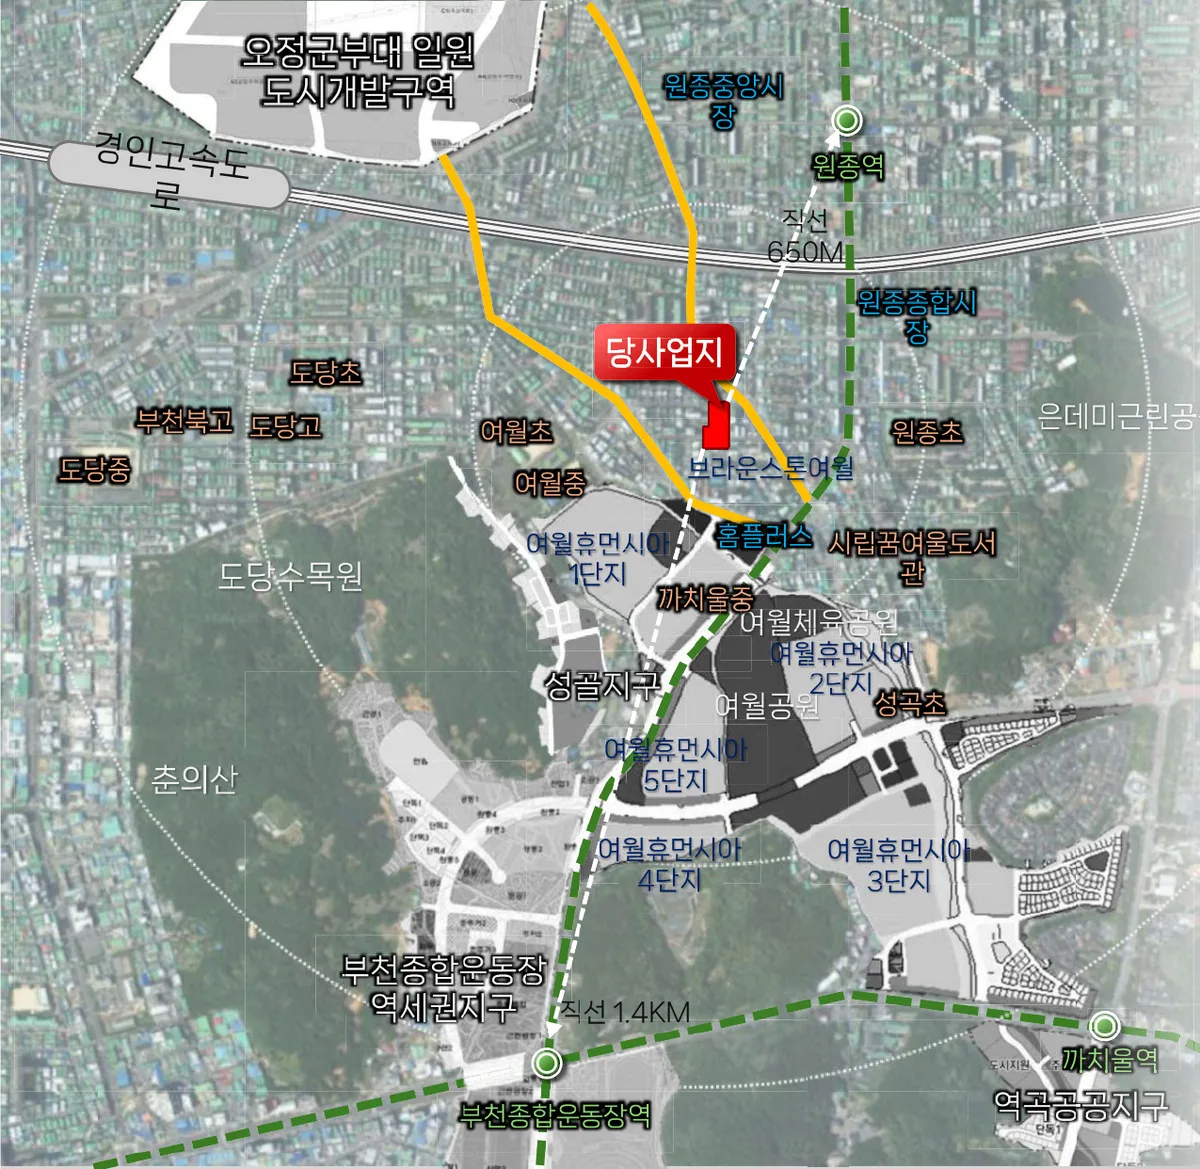 오정군부대 일원
도시개발구역
원종중앙시
장
경인고속도
로
원종역
직선
650M
원종종합시
장
당사업지
도당초
부천북고
도당고
도당중
여월초
여월중
원종초
은데미근린공
브라운스톤여월
홈플러스
시립꿈여울도서
관
여월휴먼시아
1단지
도당수목원
까치울중
여월체육공원
여월휴먼시아
2단지
성골지구
여월공원
성곡초
여월휴먼시아
5단지
춘의산
여월휴먼시아
4단지
여월휴먼시아
3단지
부천종합운동장
역세권지구
직선 1.4KM
까치울역
부천종합운동장역
역곡공공지구
도시지원
단독1